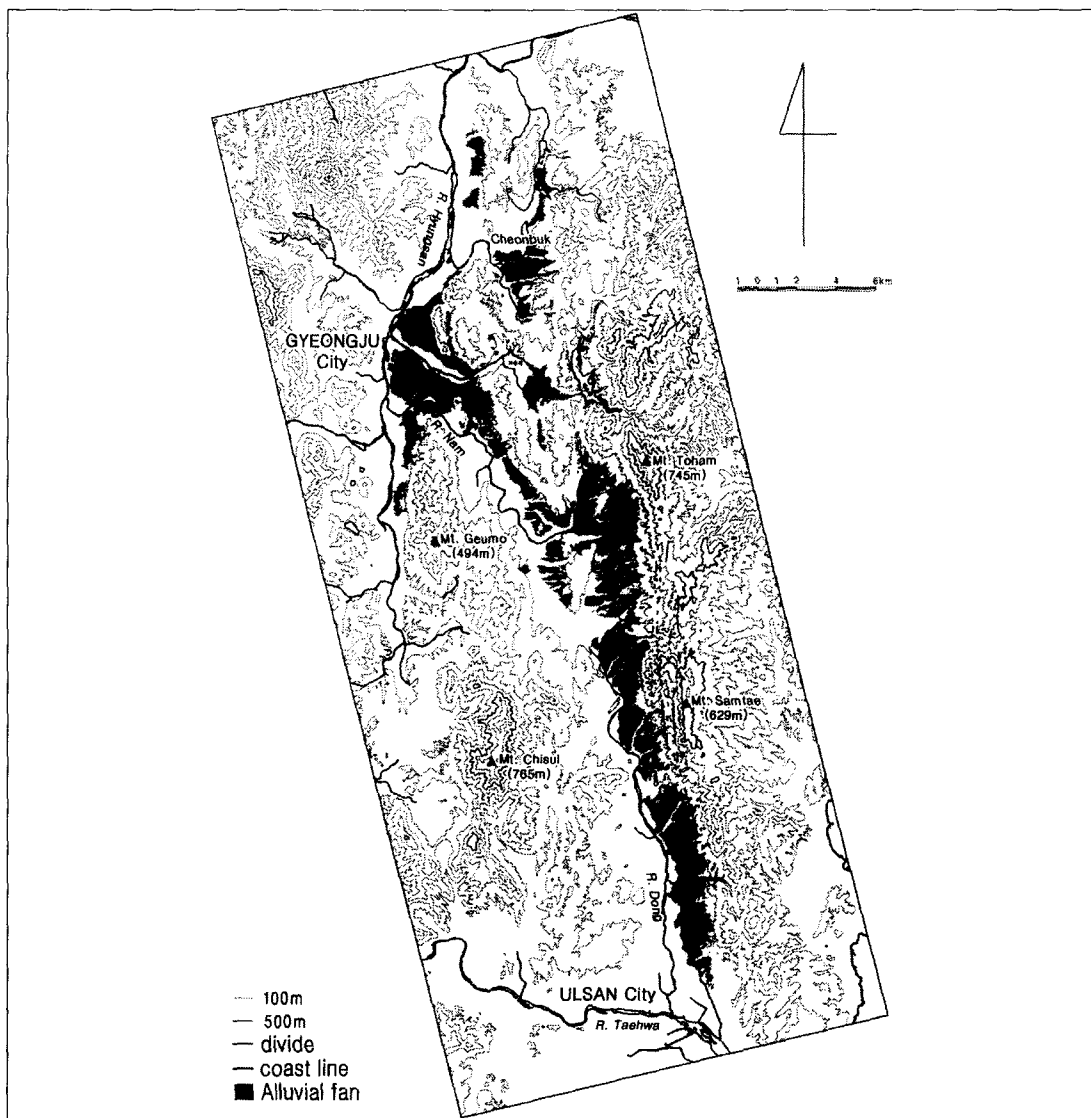 R. Hyungsan
Cheonbuk
1 0 1 2 4 6km
GYEONGJU
City
R. Nam
Mt. Toham
(745m)
Mt. Geumo
(494m)
Mt. Samtae
(629m)
Mt. Chisul
(765m)
R. Dong
ULSAN City
R. Taehwa
100m
500m
divide
coast line
Alluvial fan